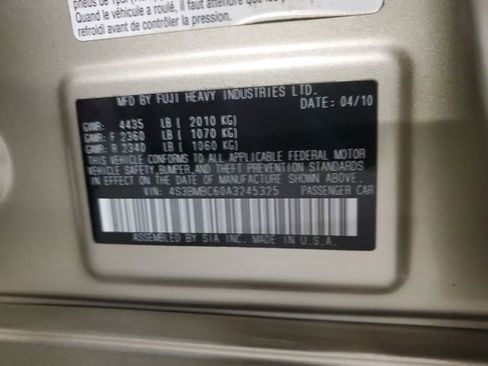 pneus de
Quand le véhicule a roulé, il faut attendre que
refroidi avant de contrôler la pression.
MFD BY FUJI HEAVY INDUSTRIES LTD.
DATE: 04/10
GVWR: 4435 LB ( 2010 KG)
GAWR: F 2360 LB ( 1070 KG)
GAWR: R 2340 LB ( 1060 KG)
THIS VEHICLE CONFORMS TO ALL APPLICABLE FEDERAL MOTOR
VEHICLE SAFETY,BUMPER,AND THEFT PREVENTION STANDARDS
IN EFFECT ON THE DATE OF MANUFACTURE SHOWN ABOVE.
VIN: 4S3BMBC60A3245325 PASSENGER CAR
ASSEMBLED BY SIA INC. MADE IN U.S.A.